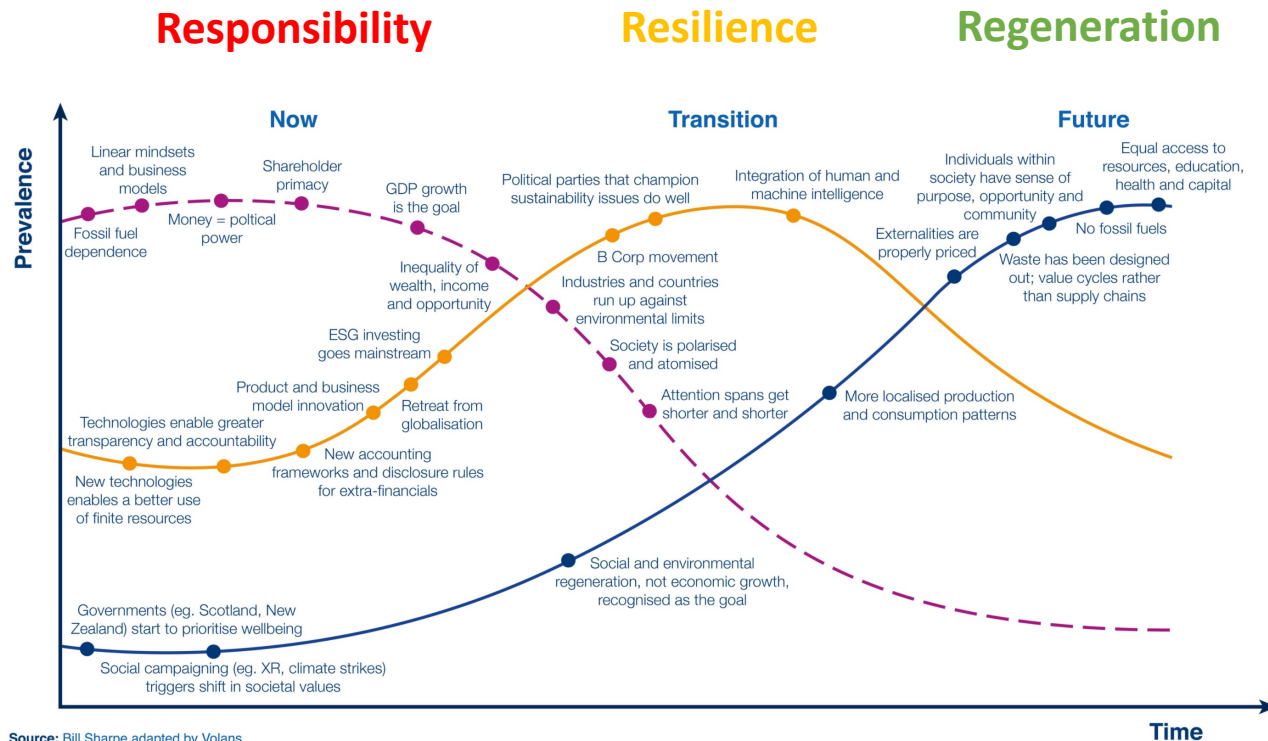 Responsibility
Resilience
Regeneration
Now
Transition
Future
Prevalence
Linear mindsets
and business
models
Fossil fuel
dependence
Money = poltical
power
Shareholder
primacy
GDP growth
is the goal
Inequality of
wealth, income
and opportunity
Political parties that champion
sustainability issues do well
B Corp movement
Integration of human and
machine intelligence
Industries and countries
run up against
environmental limits
Society is polarised
and atomised
Attention spans get
shorter and shorter
ESG investing
goes mainstream
Product and business
model innovation
Retreat from
globalisation
Technologies enable greater
transparency and accountability
New technologies
enables a better use
of finite resources
New accounting
frameworks and disclosure rules
for extra-financials
Individuals within
society have sense of
purpose, opportunity and
community
Equal access to
resources, education,
health and capital
Externalities are
properly priced
No fossil fuels
Waste has been designed
out; value cycles rather
than supply chains
More localised production
and consumption patterns
Social and environmental
regeneration, not economic growth,
recognised as the goal
Governments (eg. Scotland, New
Zealand) start to prioritise wellbeing
Social campaigning (eg. XR, climate strikes)
triggers shift in societal values
Time
Source: Bill Sharpe adapted by Volans